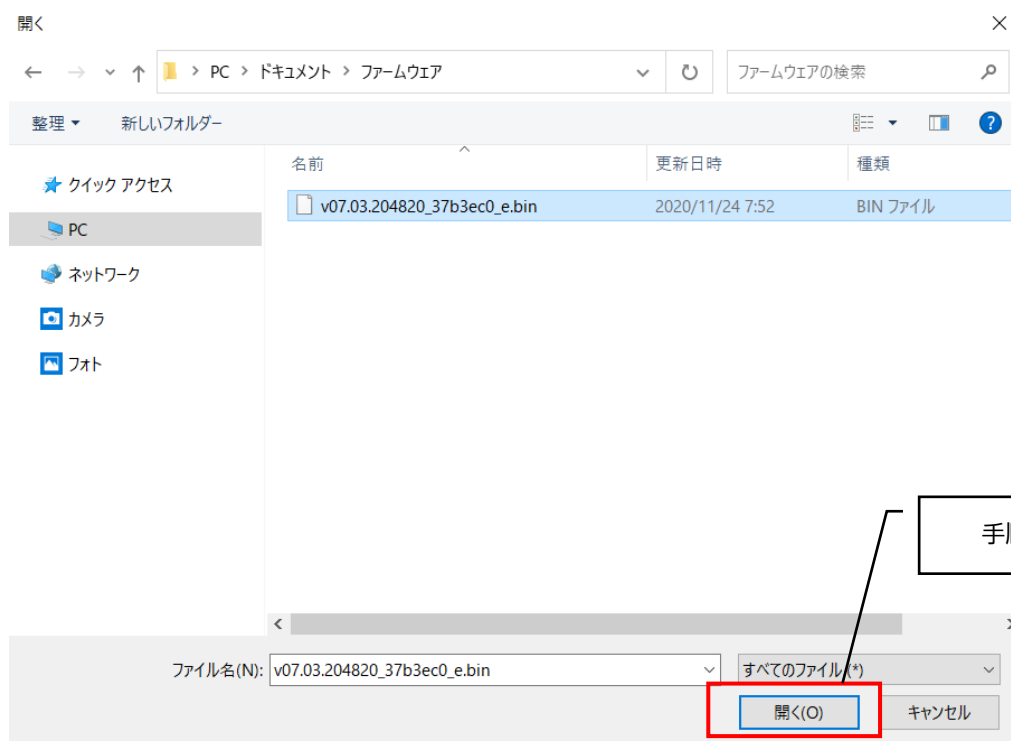 開く
PC > ドキュメント > ファームウェア
ファームウェアの検索
整理
新しいフォルダー
名前
更新日時
種類
クイック アクセス
PC
ネットワーク
カメラ
フォト
v07.03.204820_37b3ec0_e.bin
2020/11/24 7:52
BIN ファイル
手
ファイル名(N):
v07.03.204820_37b3ec0_e.bin
すべてのファイル (*)
開く(O)
キャンセル